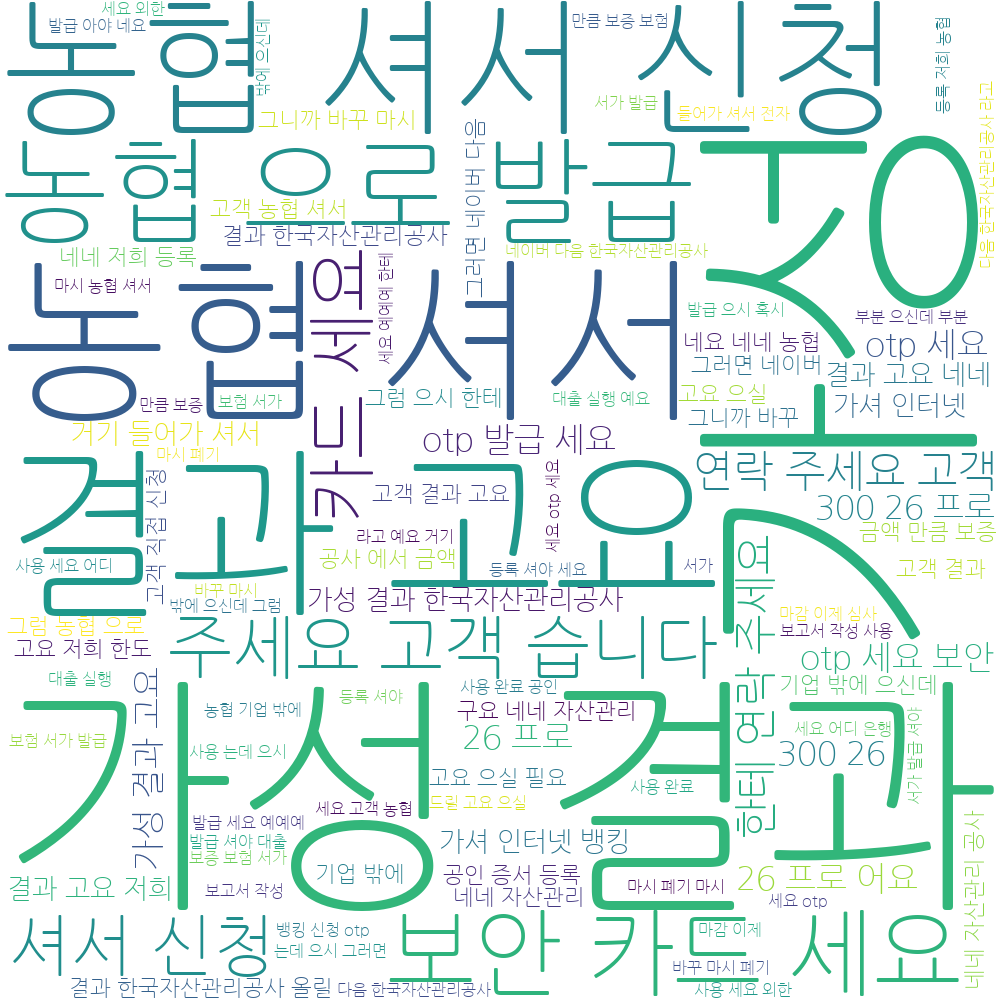 세요 외한
발급 아야 네요
농협 셔서 신청
밖에 으신데
만큼 보증 보험
등록 저희 농협
서가 발급
들어가 셔서 전자
그니까 바꾸 마시
다음 한국자산관리공사 라고
그러면 네이버 다음
농협 으로 발급
조정 가
고객 농협 셔서
결과 한국자산관리공사
네이버 다음 한국자산관리공사
네네 저희 등록
마시 농협 셔서
농협 셔서
카드 세요
세요 예예예 한테
발급 으시 혹시
부분 으신데 부분
네요 네네 농협
otp 세요
그러면 네이버
결과 고요 네네
만큼 보증
보험 서가
그럼 으시 한테
대출 실행 예요
고요 으실
가셔 인터넷
그니까 바꾸
거기 들어가 셔서
마시 폐기
otp 발급 세요
연락 주세요 고객
결과 고요
고객 직접 신청
고객 결과 고요
세요 otp 세요
300 26 프로
라고 예요 거기
금액 만큼 보증
공사 에서 금액
사용 세요 어디
등록 셔야 세요
서가
고객 결과
바꾸 마시
밖에 으신데 그럼
가성 결과 한국자산관리공사
한테 연락 주세요
마감 이제 심사
그럼 농협 으로
보고서 작성 사용
고요 저희 한도
주세요 고객 습니다
otp 세요 보안
대출 실행
가성 결과 고요
사용 완료 공인
기업 밖에 으신데
가성 결과
등록 셔야
농협 기업 밖에
구요 네네 자산관리
서가 발급 셔야
보험 서가 발급
사용 는데 으시
26 프로
세요 어디 은행
300 26
고요 으실 필요
사용 완료
드릴 고요 으실
세요 고객 농협
발급 세요 예예예
발급 셔야 대출
보증 보험 서가
가셔 인터넷 뱅킹
네네 자산관리 공사
기업 밖에
공인 증서 등록
26 프로 어요
결과 고요 저희
보고서 작성
마시 폐기 마시
네네 자산관리
세요 otp
셔서 신청
뱅킹 신청 otp
는데 으시 그러면
보안 카드 세요
마감 이제
바꾸 마시 폐기
결과 한국자산관리공사 올릴
다음 한국자산관리공사
사용 세요 외한